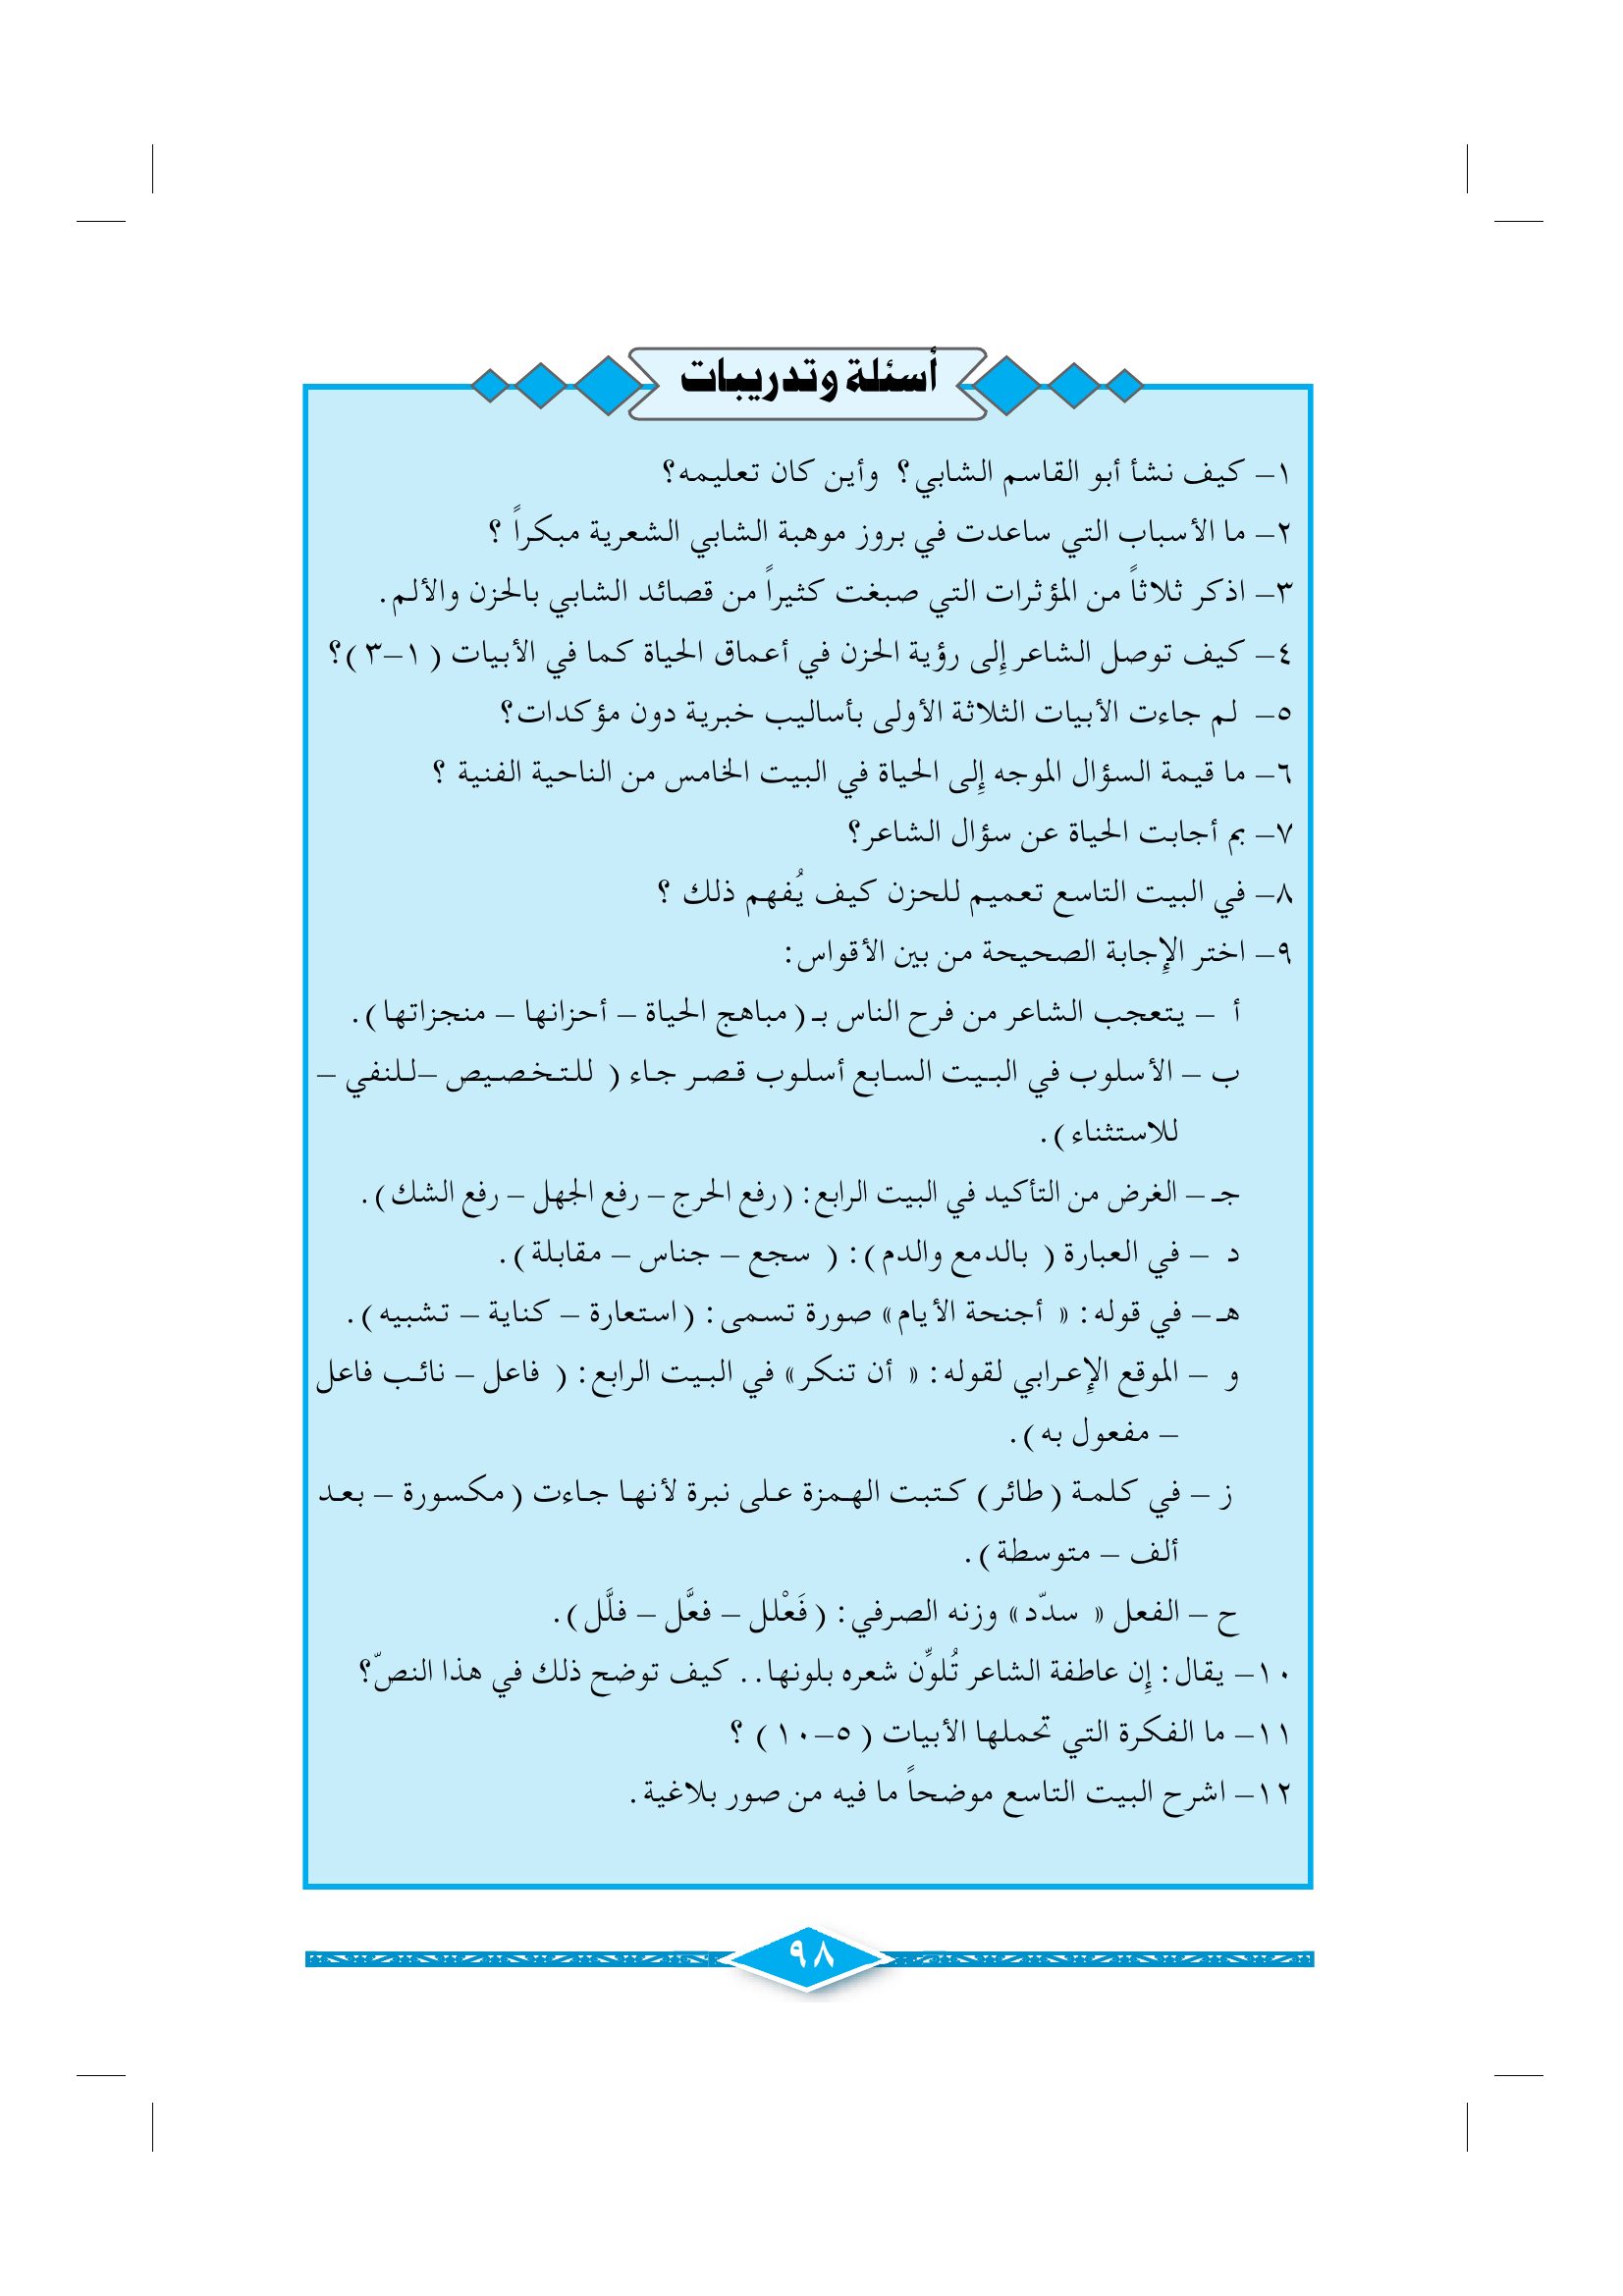 أسئلة وتدريبات
١– كيف نشأ أبو القاسم الشابي؟ وأين كان تعليمه؟
٢– ما الأسباب التي ساعدت في بروز موهبة الشابي الشعرية مبكراً ؟
٣– اذكر ثلاثاً من المؤثرات التي صبغت كثيراً من قصائد الشابي بالحزن والألم.
٤– كيف توصل الشاعر إِلى رؤية الحزن في أعماق الحياة كما في الأبيات (١–٣)؟
٥– لم جاءت الأبيات الثلاثة الأولى بأساليب خبرية دون مؤكدات؟
٦– ما قيمة السؤال الموجه إِلى الحياة في البيت الخامس من الناحية الفنية ؟
٧– بم أجابت الحياة عن سؤال الشاعر؟
٨– في البيت التاسع تعميم للحزن كيف يُفهم ذلك ؟
٩– اختر الإِجابة الصحيحة من بين الأقواس:
أ – يتعجب الشاعر من فرح الناس بـ (مباهج الحياة – أحزانها – منجزاتها).
ب – الأسلوب في البيت السابع أسلوب قصر جاء ( للتخصيص –للنفي –
للاستثناء).
جـ – الغرض من التأكيد في البيت الرابع: (رفع الحرج – رفع الجهل – رفع الشك).
د – في العبارة ( بالدمع والدم): ( سجع – جناس – مقابلة).
هـ – في قوله: « أجنحة الأيام» صورة تسمى: (استعارة – كناية – تشبيه).
و – الموقع الإِعرابي لقوله: « أن تنكر» في البيت الرابع: ( فاعل – نائب فاعل
– مفعول به).
ز – في كلمة (طائر) كتبت الهمزة على نبرة لأنها جاءت (مكسورة – بعد
ألف – متوسطة).
ح – الفعل « سدّد» وزنه الصرفي: (فَعْلل – فعَّل – فلَّل).
١٠– يقال: إِن عاطفة الشاعر تُلوِّن شعره بلونها.. كيف توضح ذلك في هذا النصّ؟
١١– ما الفكرة التي تحملها الأبيات (٥–١٠) ؟
١٢– اشرح البيت التاسع موضحاً ما فيه من صور بلاغية.
٩٨